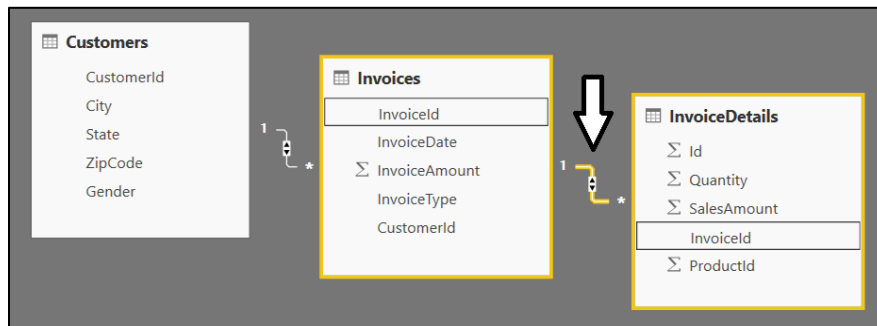 Customers
CustomerId
City
State
ZipCode
Gender
1
*
Invoices
InvoiceId
InvoiceDate
Σ InvoiceAmount
InvoiceType
CustomerId
1
*
InvoiceDetails
Σ Id
Σ Quantity
Σ SalesAmount
InvoiceId
Σ ProductId